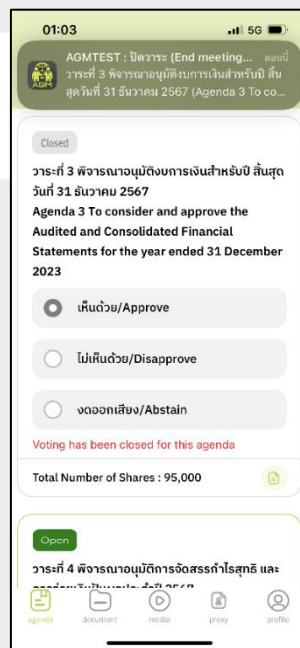 01:03
5G
AGMTEST : ปิดวาระ (End meeting... ตอนนี้
วาระที่ 3 พิจารณาอนุมัติงบการเงินสำหรับปี สิ้น
สุดวันที่ 31 ธันวาคม 2567 (Agenda 3 To co...
AGM
Closed
วาระที่ 3 พิจารณาอนุมัติงบการเงินสำหรับปี สิ้นสุด
วันที่ 31 ธันวาคม 2567
Agenda 3 To consider and approve the
Audited and Consolidated Financial
Statements for the year ended 31 December
2023
เห็นด้วย/Approve
ไม่เห็นด้วย/Disapprove
งดออกเสียง/Abstain
Voting has been closed for this agenda
Total Number of Shares : 95,000
Open
วาระที่ 4 พิจารณาอนุมัติการจัดสรรกำไรสุทธิ และ
agenda document media proxy profile